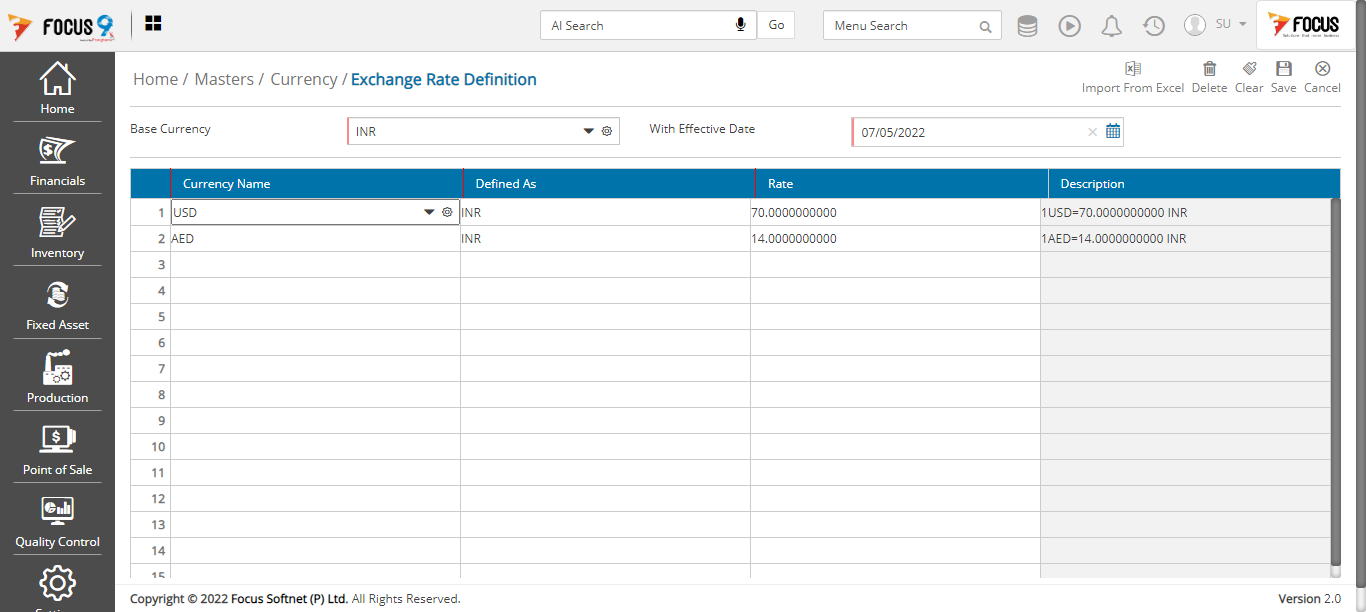 FOCUS 9
AI Search
Go
Menu Search
SU
FOCUS
Home
Financials
Inventory
Fixed Asset
Production
Point of Sale
Quality Control
Home / Masters / Currency / Exchange Rate Definition
Import From Excel Delete Clear Save Cancel
Base Currency INR With Effective Date 07/05/2022
Currency Name Defined As Rate Description
1 USD INR 70.0000000000 1USD=70.0000000000 INR
2 AED INR 14.0000000000 1AED=14.0000000000 INR
3
4
5
6
7
8
9
10
11
12
13
14
15
Copyright © 2022 Focus Softnet (P) Ltd. All Rights Reserved.
Version 2.0